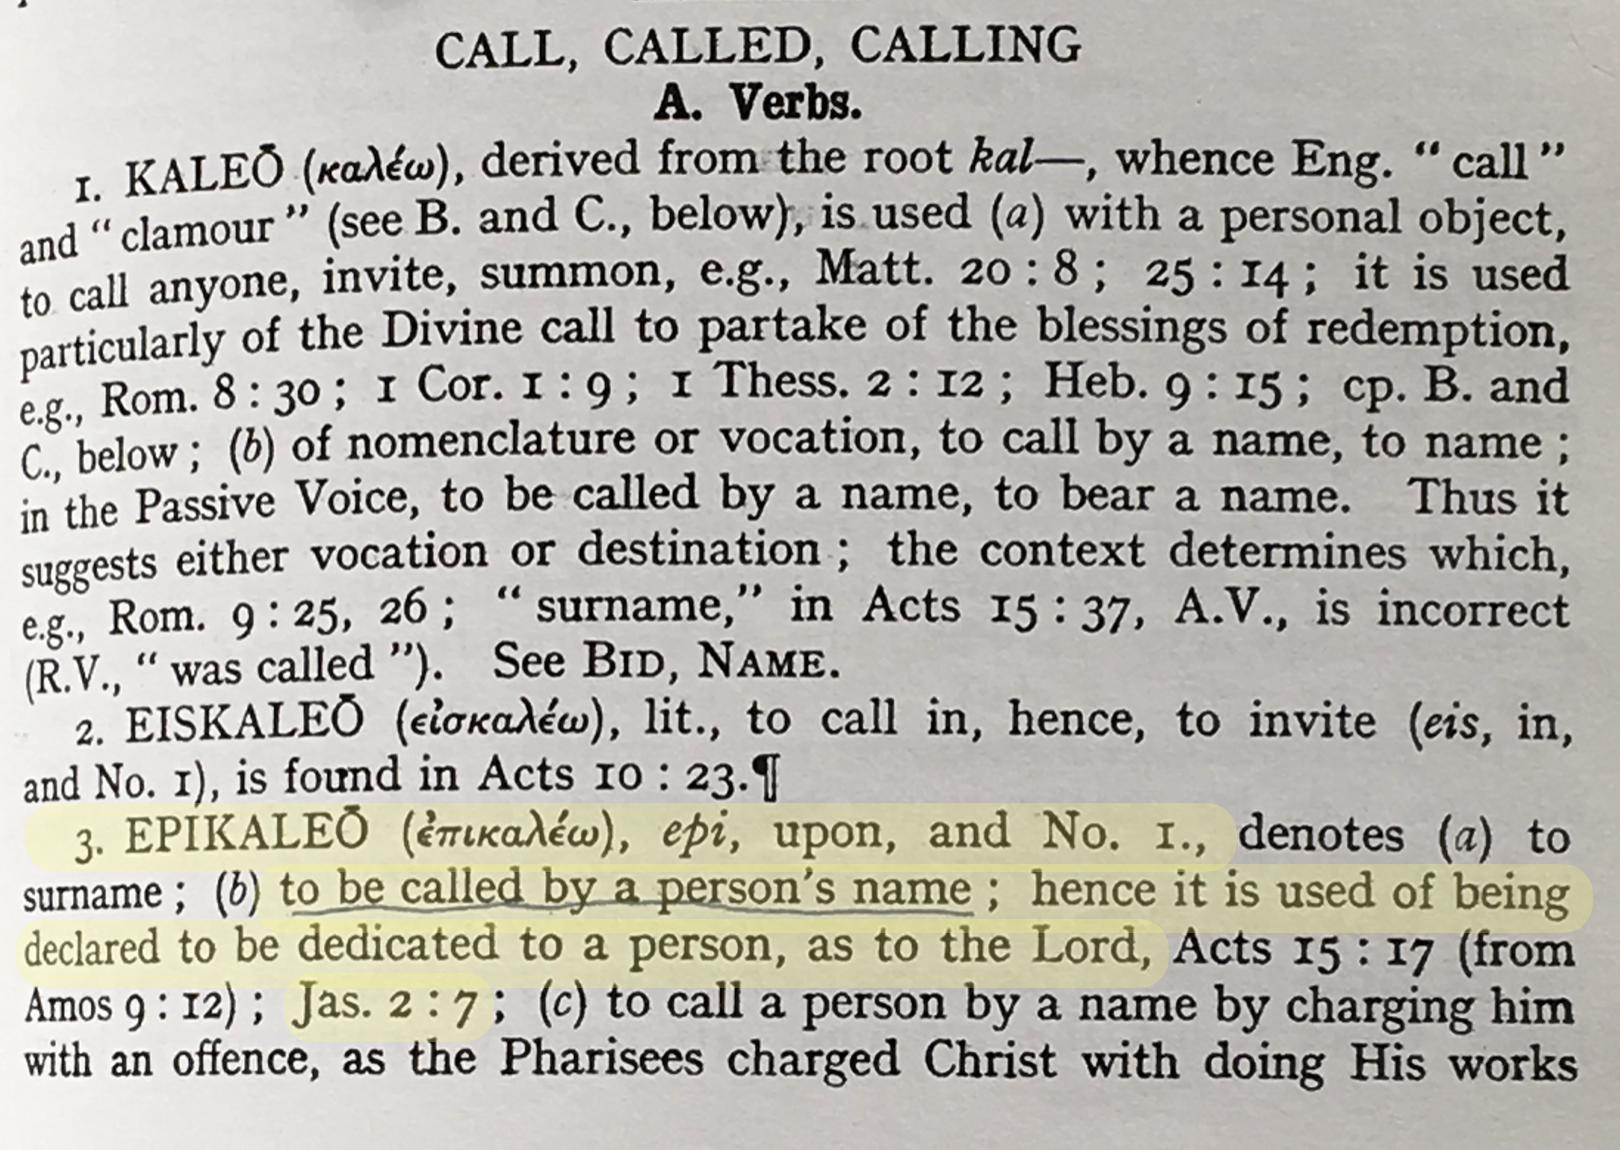 CALL, CALLED, CALLING
A. Verbs.
1. KALEŌ (καλέω), derived from the root kal—, whence Eng. “ call ”
and “ clamour ” (see B. and C., below), is used (a) with a personal object,
to call anyone, invite, summon, e.g., Matt. 20 : 8 ; 25 : 14 ; it is used
particularly of the Divine call to partake of the blessings of redemption,
e.g., Rom. 8 : 30 ; 1 Cor. 1 : 9 ; 1 Thess. 2 : 12 ; Heb. 9 : 15 ; cp. B. and
C., below ; (b) of nomenclature or vocation, to call by a name, to name ;
in the Passive Voice, to be called by a name, to bear a name. Thus it
suggests either vocation or destination ; the context determines which,
e.g., Rom. 9 : 25, 26 ; “ surname,” in Acts 15 : 37, A.V., is incorrect
(R.V., “ was called ”). See BID, NAME.
2. EISKALEŌ (εἰσκαλέω), lit., to call in, hence, to invite (eis, in,
and No. 1), is found in Acts 10 : 23.¶
3. EPIKALEŌ (ἐπικαλέω), epi, upon, and No. 1., denotes (a) to
surname ; (b) to be called by a person’s name ; hence it is used of being
declared to be dedicated to a person, as to the Lord, Acts 15 : 17 (from
Amos 9 : 12) ; Jas. 2 : 7 ; (c) to call a person by a name by charging him
with an offence, as the Pharisees charged Christ with doing His works